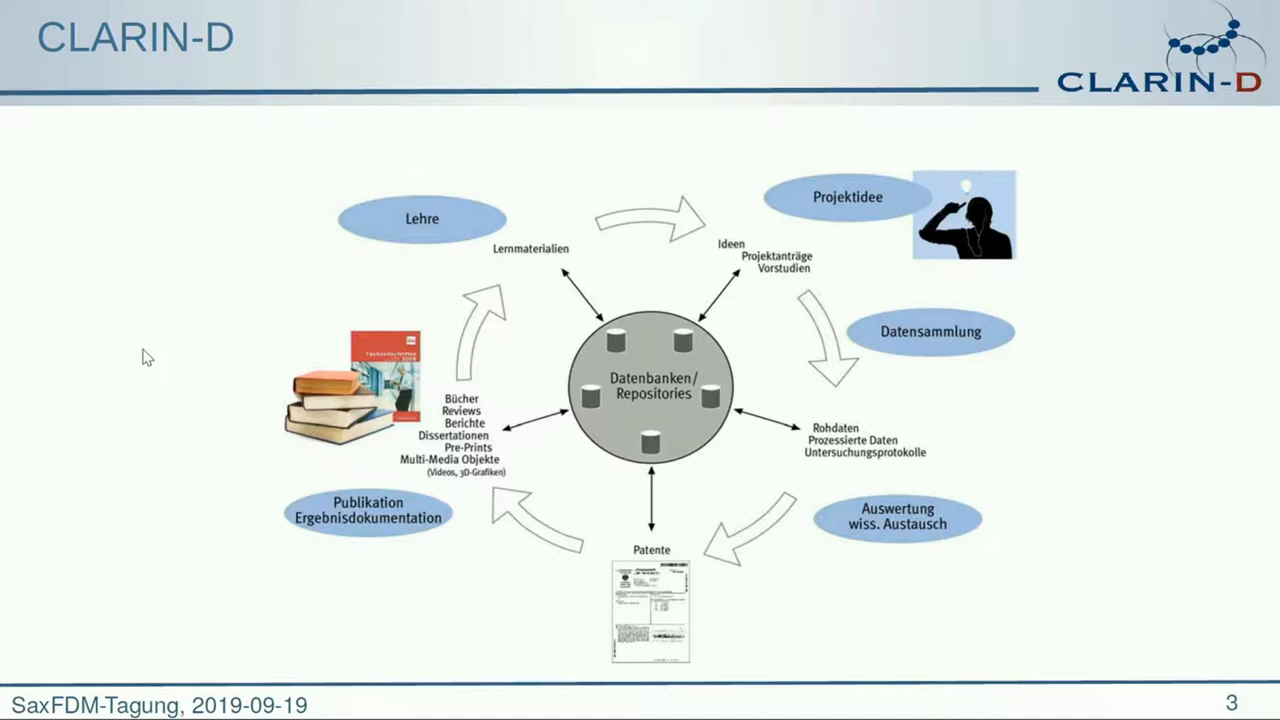 CLARIN-D
CLARIN-D
Projektidee
Lehre
Ideen
Projektanträge
Vorstudien
Lernmaterialien
Datensammlung
Datenbanken/
Repositories
Bücher
Reviews
Berichte
Dissertationen
Pre-Prints
Multi-Media Objekte
(Videos, 3D-Grafiken)
Rohdaten
Prozessierte Daten
Untersuchungsprotokolle
Publikation
Ergebnisdokumentation
Auswertung
wiss. Austausch
Patente
SaxFDM-Tagung, 2019-09-19
3